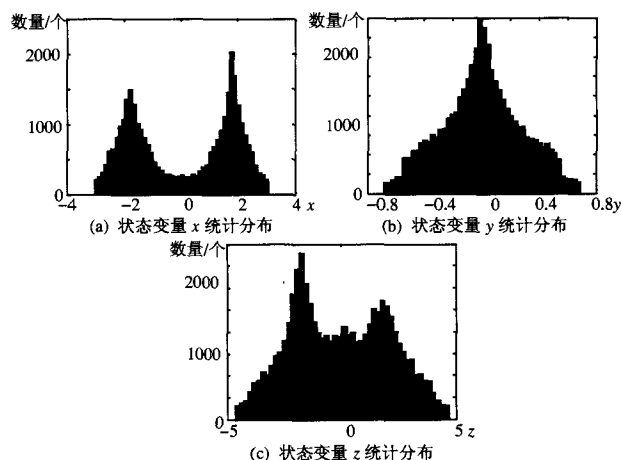 数量/个
2000
1000
0
-4
-2
0
2
4 x
(a) 状态变量 x 统计分布
数量/个
2000
1000
0
-0.8
-0.4
0
0.4
0.8y
(b) 状态变量 y 统计分布
数量/个
2000
1000
0
-5
0
5 z
(c) 状态变量 z 统计分布